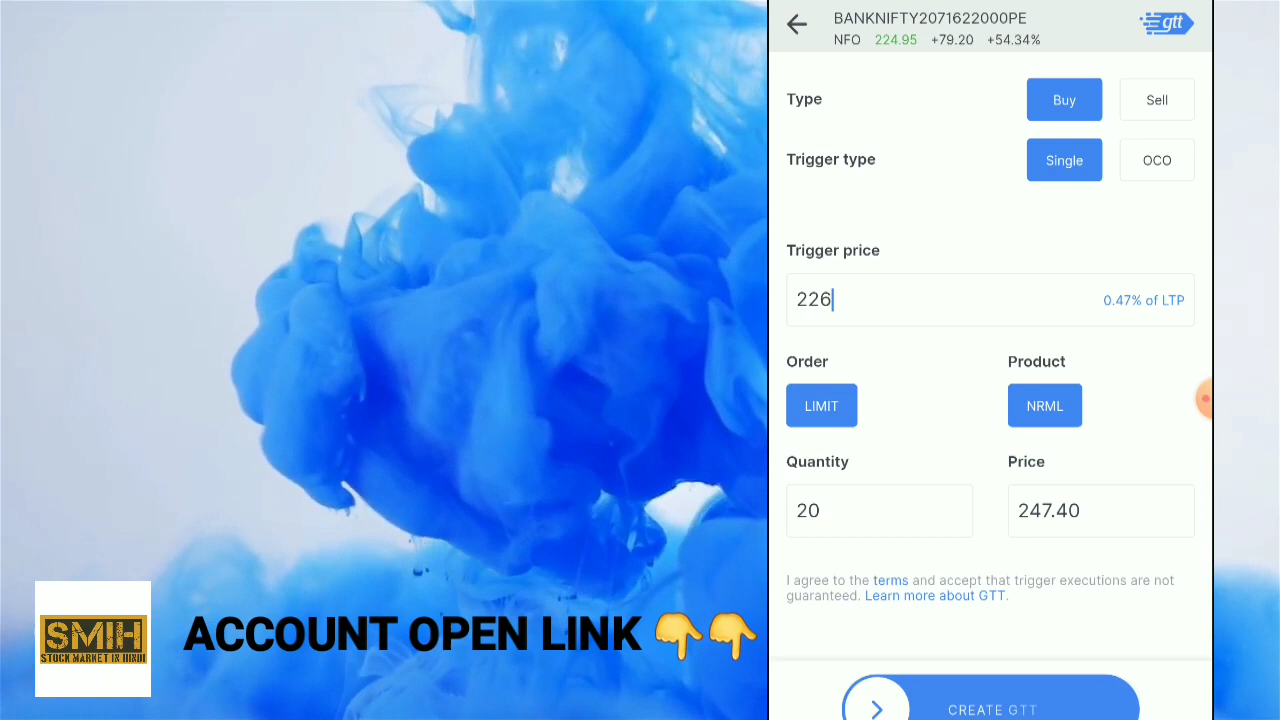 BANKNIFTY2071622000PE
gtt
NFO 224.95 +79.20 +54.34%
Type Buy Sell
Trigger type Single OCO
Trigger price
226 0.47% of LTP
Order Product
LIMIT NRML
Quantity Price
20 247.40
I agree to the terms and accept that trigger executions are not
guaranteed. Learn more about GTT.
CREATE GTT
SMIH
STOCK MARKET IN HINDI
ACCOUNT OPEN LINK 👇👇